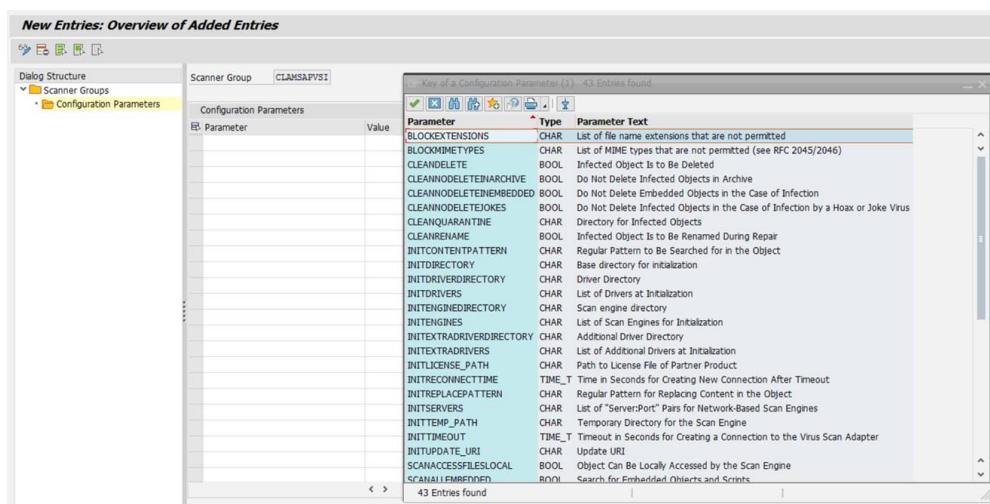 New Entries: Overview of Added Entries
Dialog Structure
Scanner Groups
Configuration Parameters
Scanner Group CLAMSAPVSI
Configuration Parameters
Parameter Value
Key of a Configuration Parameter (1) 43 Entries found
Parameter Type Parameter Text
BLOCKEXTENSIONS CHAR List of file name extensions that are not permitted
BLOCKMIMETYPES CHAR List of MIME types that are not permitted (see RFC 2045/2046)
CLEANDELETE BOOL Infected Object Is to Be Deleted
CLEANNODELETEINARCHIVE BOOL Do Not Delete Infected Objects in Archive
CLEANNODELETEINEMBEDDED BOOL Do Not Delete Embedded Objects in the Case of Infection
CLEANNODELETEJOKES BOOL Do Not Delete Infected Objects in the Case of Infection by a Hoax or Joke Virus
CLEANQUARANTINE CHAR Directory for Infected Objects
CLEANRENAME BOOL Infected Object Is to Be Renamed During Repair
INITCONTENTPATTERN CHAR Regular Pattern to Be Searched for in the Object
INITDIRECTORY CHAR Base directory for initialization
INITDRIVERDIRECTORY CHAR Driver Directory
INITDRIVERS CHAR List of Drivers at Initialization
INITENGINEDIRECTORY CHAR Scan engine directory
INITENGINES CHAR List of Scan Engines for Initialization
INITEXTRADRIVERDIRECTORY CHAR Additional Driver Directory
INITEXTRADRIVERS CHAR List of Additional Drivers at Initialization
INITLICENSE_PATH CHAR Path to License File of Partner Product
INITRECONNECTTIME TIME_T Time in Seconds for Creating New Connection After Timeout
INITREPLACEPATTERN CHAR Regular Pattern for Replacing Content in the Object
INITSERVERS CHAR List of "Server:Port" Pairs for Network-Based Scan Engines
INITTEMP_PATH CHAR Temporary Directory for the Scan Engine
INITTIMEOUT TIME_T Timeout in Seconds for Creating a Connection to the Virus Scan Adapter
INITUPDATE_URI CHAR Update URI
SCANACCESSFILESLOCAL BOOL Object Can Be Locally Accessed by the Scan Engine
SCANALLEMBEDDED BOOL Search for Embedded Objects and Scripts
43 Entries found